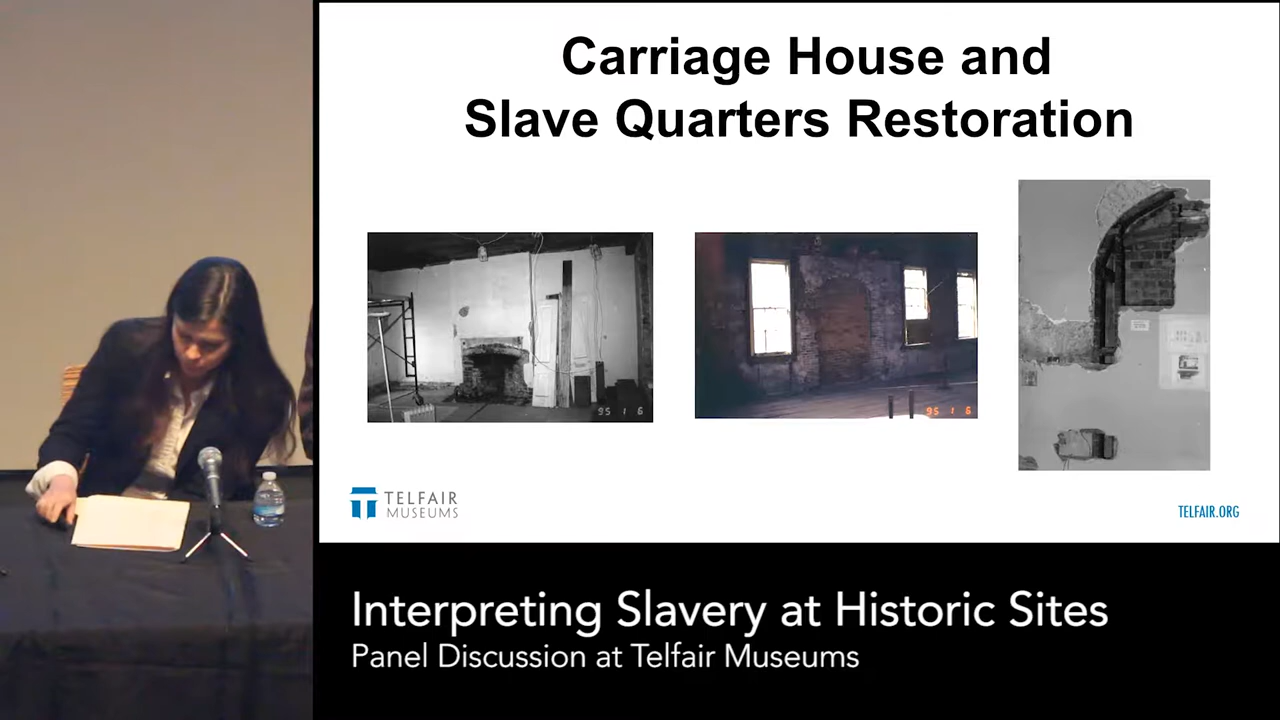 Carriage House and
Slave Quarters Restoration
95 1 6
95 1 6
TELFAIR
MUSEUMS
TELFAIR.ORG
Interpreting Slavery at Historic Sites
Panel Discussion at Telfair Museums